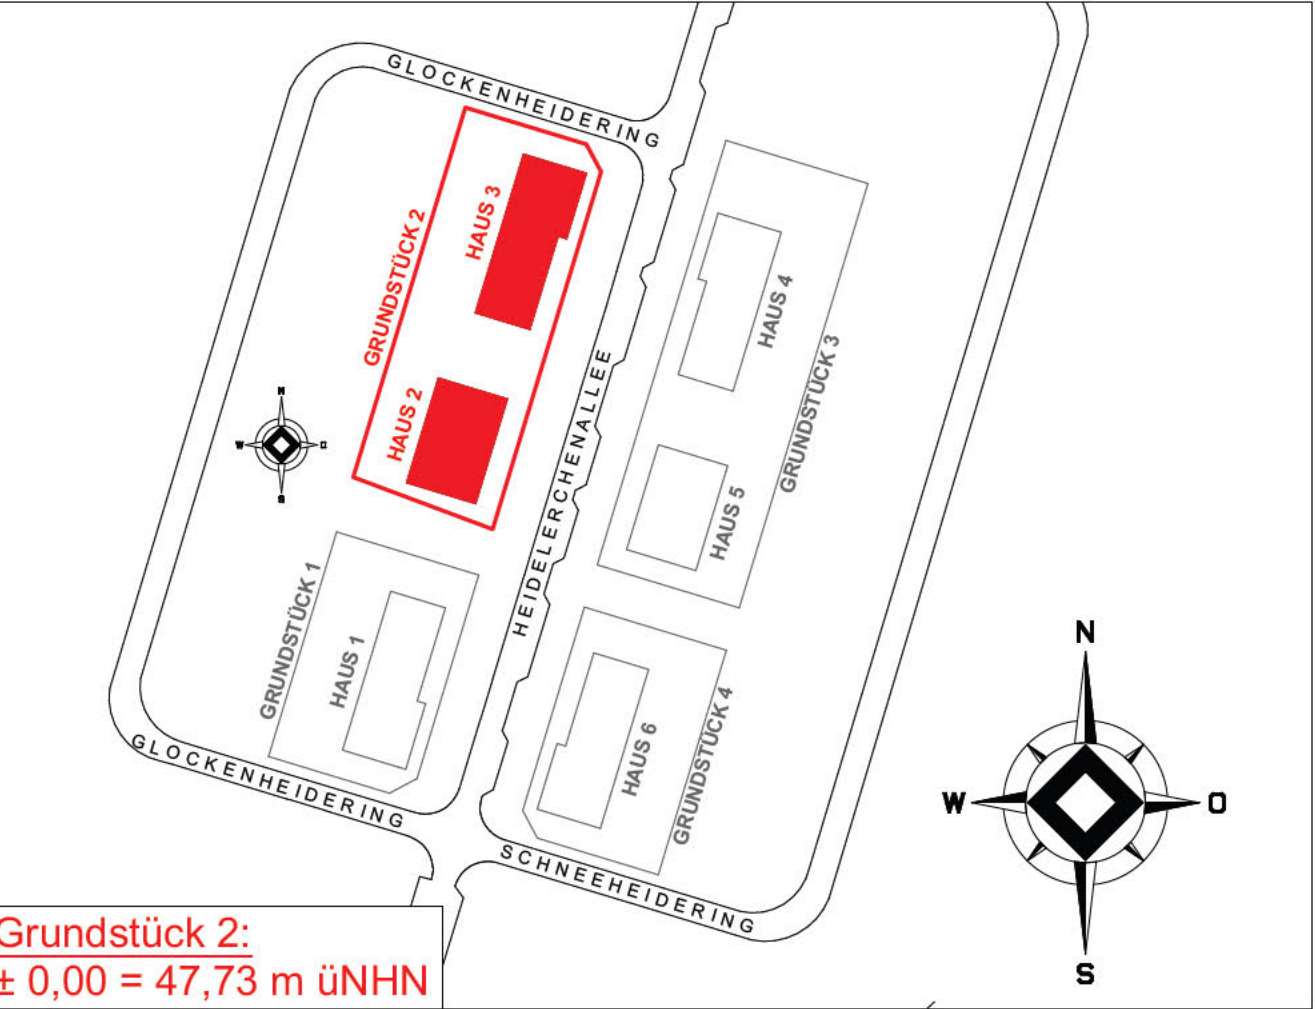 GLOCKENHEIDERING
GRUNDSTÜCK 2
HAUS 3
HAUS 2
HAUS 4
GRUNDSTÜCK 3
HAUS 5
HEIDELERCHENALLEE
N
W
O
S
GRUNDSTÜCK 1
HAUS 1
GLOCKENHEIDERING
HAUS 6
GRUNDSTÜCK 4
SCHNEEHEIDERING
N
W
O
S
Grundstück 2:
± 0,00 = 47,73 m üNHN